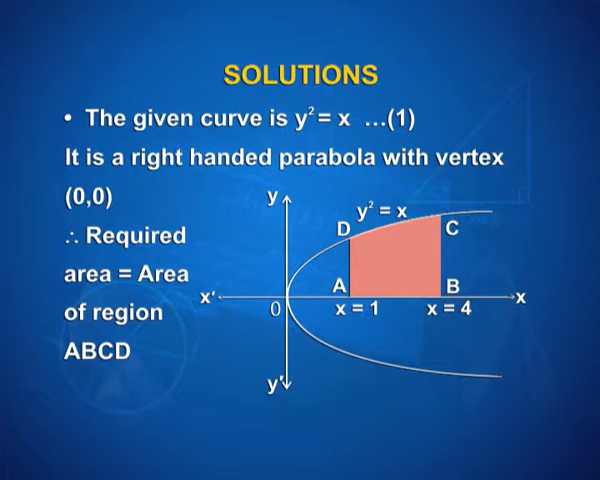 SOLUTIONS
• The given curve is y² = x ...(1)
It is a right handed parabola with vertex
(0,0)
∴ Required
area = Area
of region
ABCD
y
y² = x
D
C
A
B
x'
x
0
x = 1
x = 4
y'